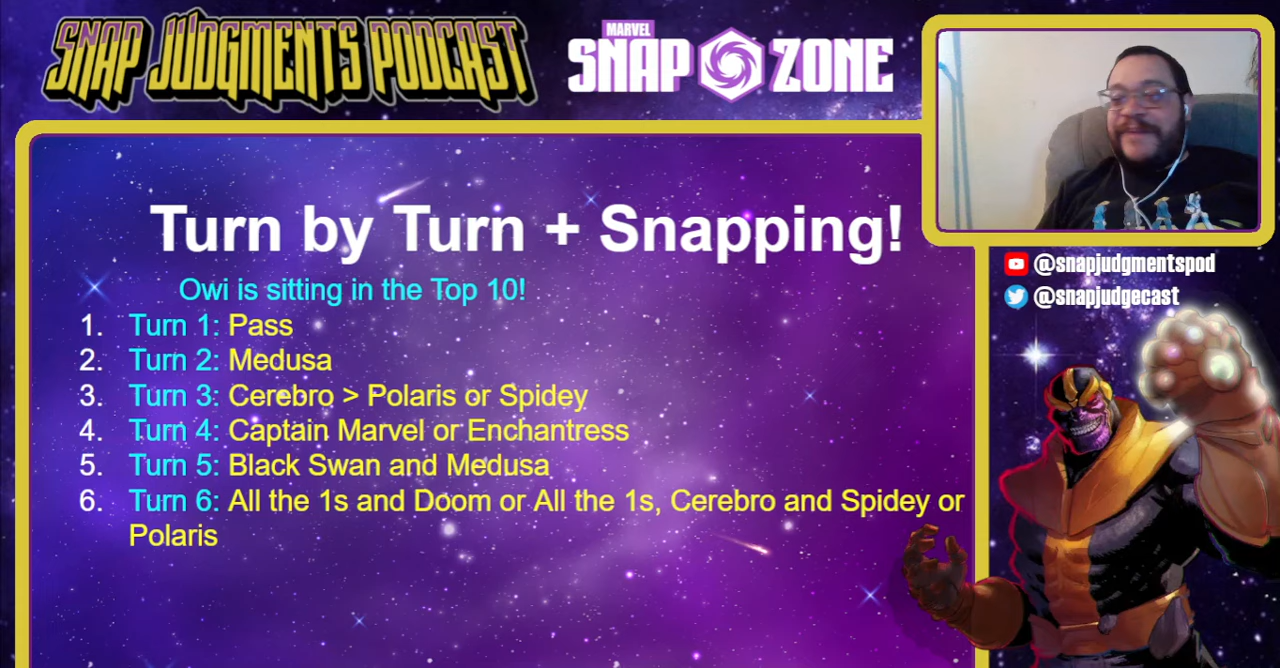 SNAP JUDGMENTS PODCAST
MARVEL
SNAP ZONE
Turn by Turn + Snapping!
Owi is sitting in the Top 10!
1. Turn 1: Pass
2. Turn 2: Medusa
3. Turn 3: Cerebro > Polaris or Spidey
4. Turn 4: Captain Marvel or Enchantress
5. Turn 5: Black Swan and Medusa
6. Turn 6: All the 1s and Doom or All the 1s, Cerebro and Spidey or
Polaris
@snapjudgmentspod
@snapjudgecast